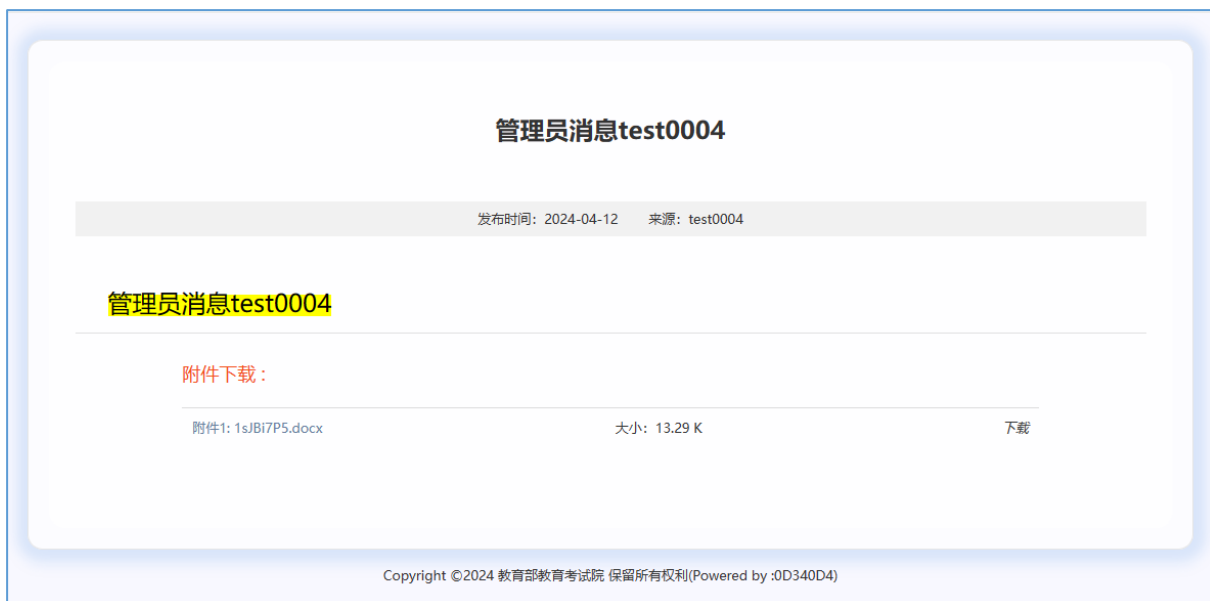 管理员消息test0004
发布时间：2024-04-12 来源：test0004
管理员消息test0004
附件下载 :
附件1: 1sJBi7P5.docx 大小：13.29 K 下载
Copyright ©2024 教育部教育考试院 保留所有权利(Powered by :0D340D4)